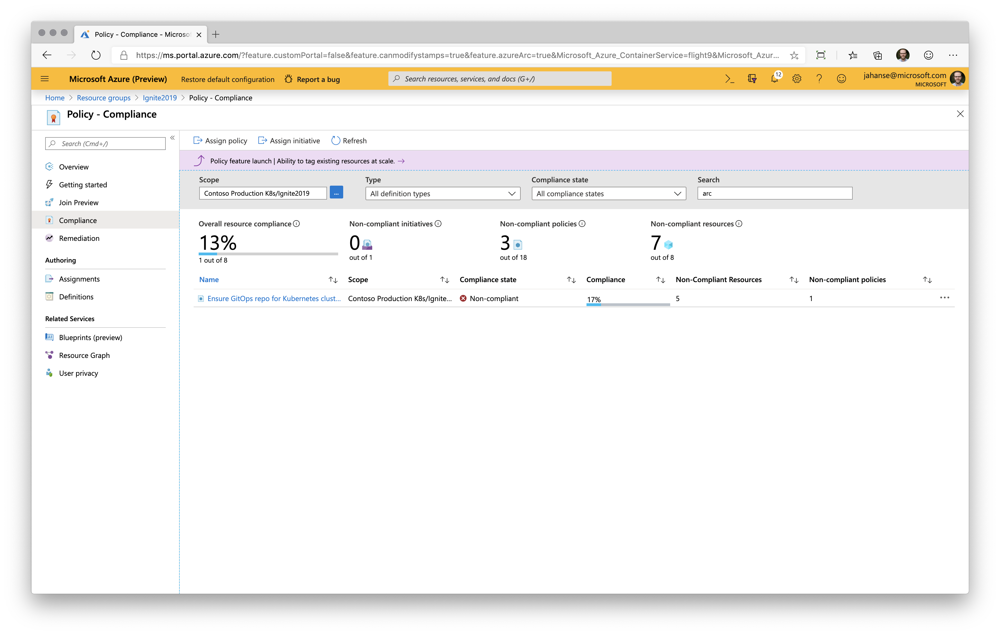 Policy - Compliance - Microsof
https://ms.portal.azure.com/?feature.customPortal=false&feature.canmodifystamps=true&feature.azureArc=true&Microsoft_Azure_ContainerService=flight9&Microsoft_Azur...
Microsoft Azure (Preview) Restore default configuration Report a bug Search resources, services, and docs (G+/) 12 jahanse@microsoft.com
MICROSOFT
Home > Resource groups > Ignite2019 > Policy - Compliance
Policy - Compliance
Search (Cmd+/)
Overview
Getting started
Join Preview
Compliance
Remediation
Authoring
Assignments
Definitions
Related Services
Blueprints (preview)
Resource Graph
User privacy
Assign policy Assign initiative Refresh
Policy feature launch | Ability to tag existing resources at scale. →
Scope Type Compliance state Search
Contoso Production K8s/Ignite2019 ... All definition types All compliance states arc
Overall resource compliance Non-compliant initiatives Non-compliant policies Non-compliant resources
13% 0 3 7
1 out of 8 out of 1 out of 18 out of 8
Name Scope Compliance state Compliance Non-Compliant Resources Non-compliant policies
Ensure GitOps repo for Kubernetes clust... Contoso Production K8s/Ignite... Non-compliant 17% 5 1